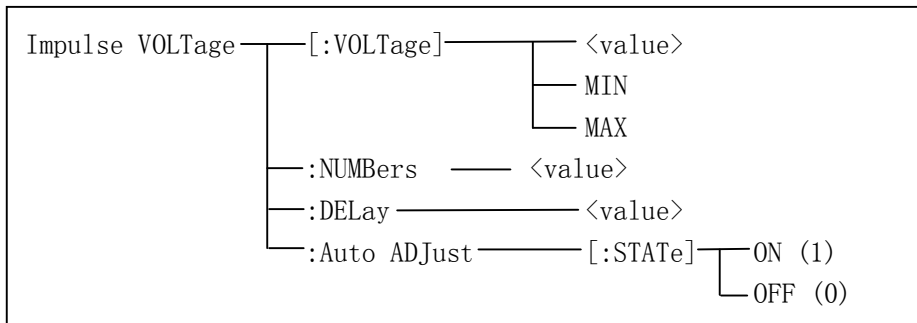 Impulse VOLTage [:VOLTage] <value>
MIN
MAX
:NUMBers <value>
:DELay <value>
:Auto ADJust [:STATe] ON (1)
OFF (0)